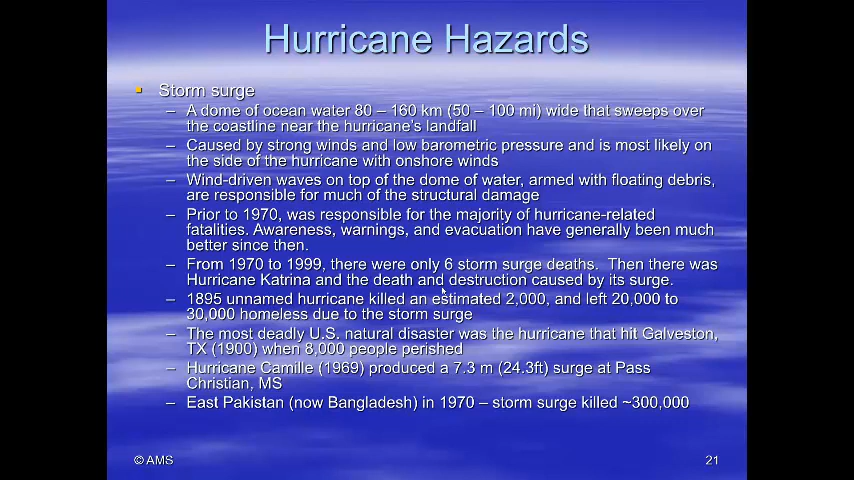 Hurricane Hazards
Storm surge
– A dome of ocean water 80 – 160 km (50 – 100 mi) wide that sweeps over
the coastline near the hurricane's landfall
– Caused by strong winds and low barometric pressure and is most likely on
the side of the hurricane with onshore winds
– Wind-driven waves on top of the dome of water, armed with floating debris,
are responsible for much of the structural damage
– Prior to 1970, was responsible for the majority of hurricane-related
fatalities. Awareness, warnings, and evacuation have generally been much
better since then.
– From 1970 to 1999, there were only 6 storm surge deaths. Then there was
Hurricane Katrina and the death and destruction caused by its surge.
– 1895 unnamed hurricane killed an estimated 2,000, and left 20,000 to
30,000 homeless due to the storm surge
– The most deadly U.S. natural disaster was the hurricane that hit Galveston,
TX (1900) when 8,000 people perished
– Hurricane Camille (1969) produced a 7.3 m (24.3ft) surge at Pass
Christian, MS
– East Pakistan (now Bangladesh) in 1970 – storm surge killed ~300,000
© AMS
21